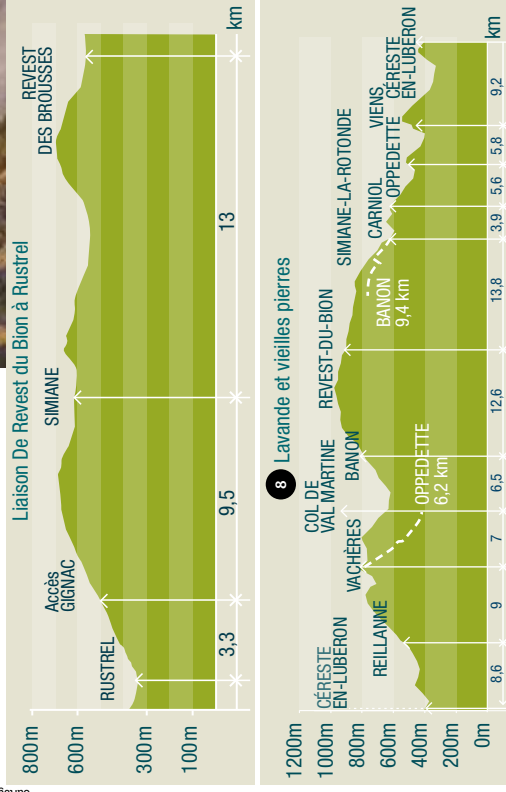 Liaison De Revest du Bion à Rustrel
800m
600m
300m
100m
RUSTREL
Accès
GIGNAC
SIMIANE
REVEST
DES BROUSSES
3,3
9,5
13
km
8 Lavande et vieilles pierres
1200m
1000m
800m
600m
400m
200m
0m
CÉRESTE
EN-LUBERON
REILLANNE
VACHÈRES
COL DE
VAL MARTINE
BANON
REVEST-DU-BION
SIMIANE-LA-ROTONDE
CARNIOL
OPPEDETTE
VIENS
CÉRESTE
EN-LUBERON
OPPEDETTE
6,2 km
BANON
9,4 km
8,6
9
7
6,5
12,6
13,8
3,9
5,6
5,8
9,2
km